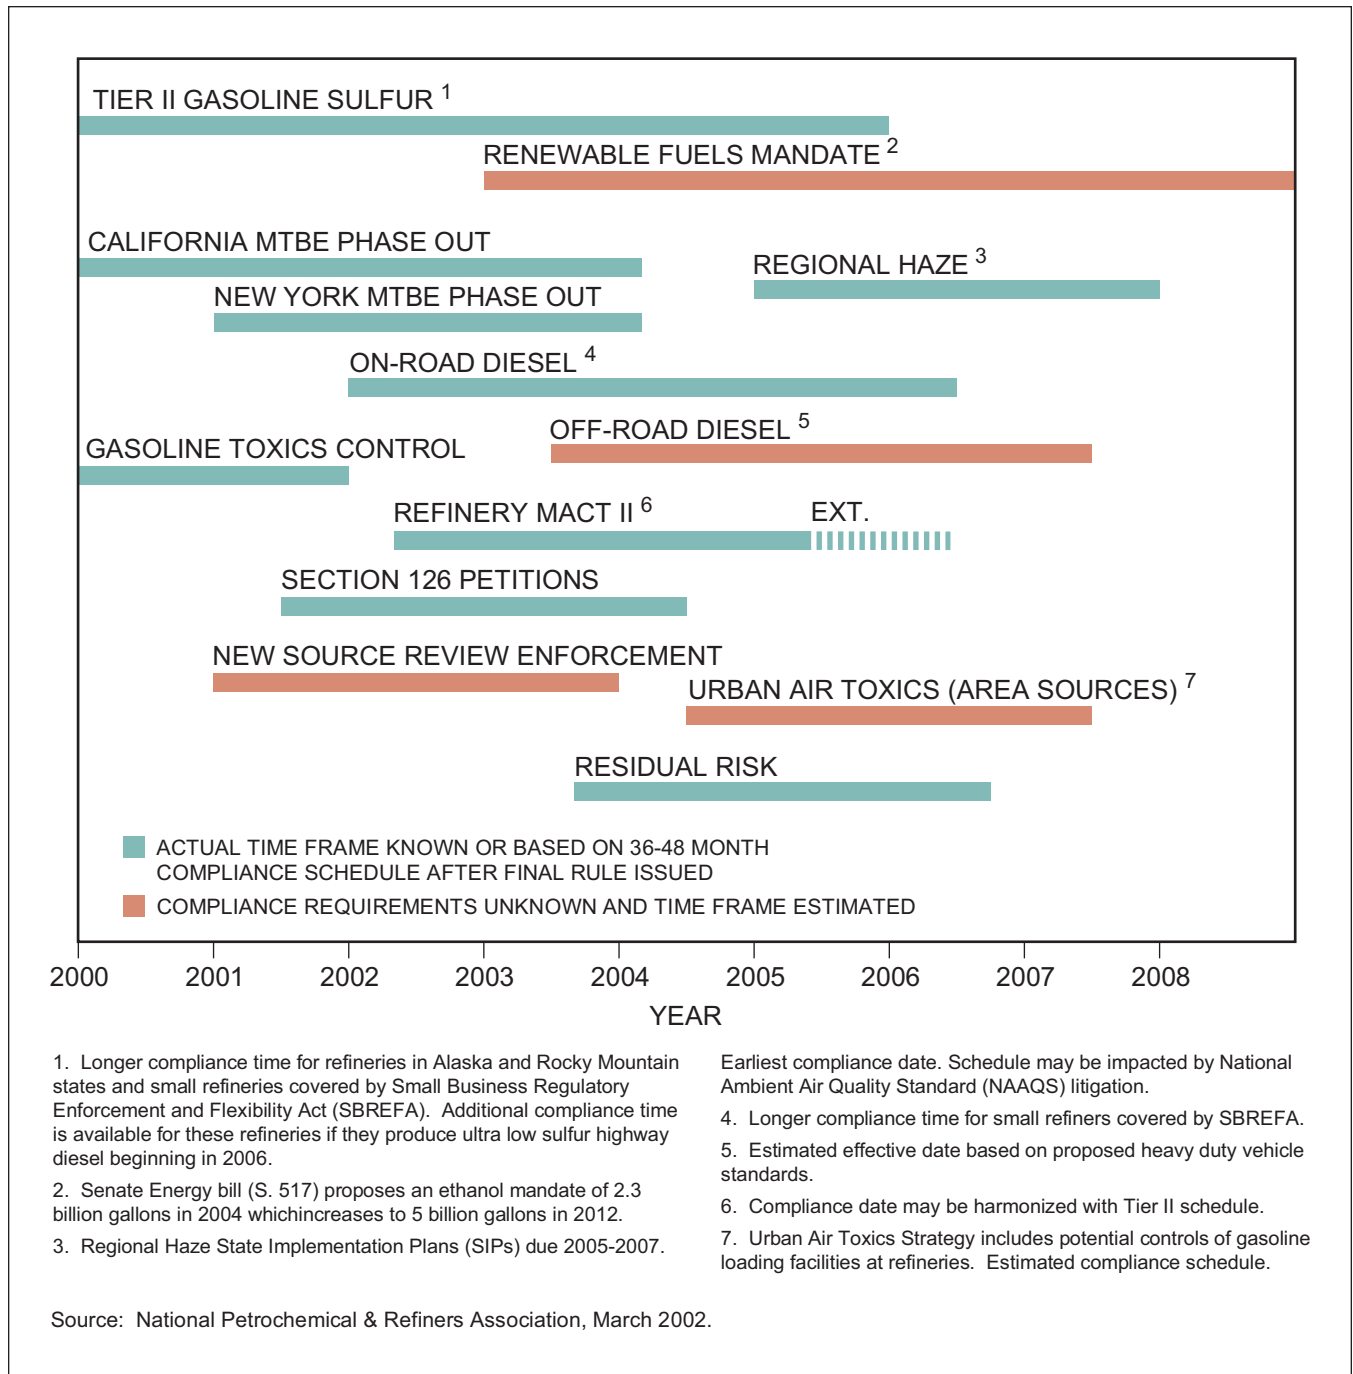 TIER II GASOLINE SULFUR 1
RENEWABLE FUELS MANDATE 2
CALIFORNIA MTBE PHASE OUT
REGIONAL HAZE 3
NEW YORK MTBE PHASE OUT
ON-ROAD DIESEL 4
OFF-ROAD DIESEL 5
GASOLINE TOXICS CONTROL
REFINERY MACT II 6
EXT.
SECTION 126 PETITIONS
NEW SOURCE REVIEW ENFORCEMENT
URBAN AIR TOXICS (AREA SOURCES) 7
RESIDUAL RISK
ACTUAL TIME FRAME KNOWN OR BASED ON 36-48 MONTH
COMPLIANCE SCHEDULE AFTER FINAL RULE ISSUED
COMPLIANCE REQUIREMENTS UNKNOWN AND TIME FRAME ESTIMATED
2000 2001 2002 2003 2004 2005 2006 2007 2008
YEAR
1. Longer compliance time for refineries in Alaska and Rocky Mountain
states and small refineries covered by Small Business Regulatory
Enforcement and Flexibility Act (SBREFA). Additional compliance time
is available for these refineries if they produce ultra low sulfur highway
diesel beginning in 2006.
2. Senate Energy bill (S. 517) proposes an ethanol mandate of 2.3
billion gallons in 2004 whichincreases to 5 billion gallons in 2012.
3. Regional Haze State Implementation Plans (SIPs) due 2005-2007.
Earliest compliance date. Schedule may be impacted by National
Ambient Air Quality Standard (NAAQS) litigation.
4. Longer compliance time for small refiners covered by SBREFA.
5. Estimated effective date based on proposed heavy duty vehicle
standards.
6. Compliance date may be harmonized with Tier II schedule.
7. Urban Air Toxics Strategy includes potential controls of gasoline
loading facilities at refineries. Estimated compliance schedule.
Source: National Petrochemical & Refiners Association, March 2002.